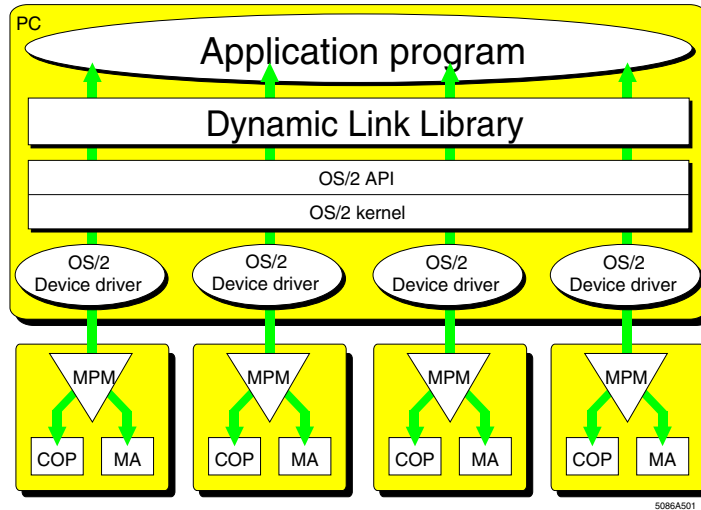 PC
Application program
Dynamic Link Library
OS/2 API
OS/2 kernel
OS/2 OS/2 OS/2 OS/2
Device driver Device driver Device driver Device driver
MPM MPM MPM MPM
COP MA COP MA COP MA COP MA
5086A501